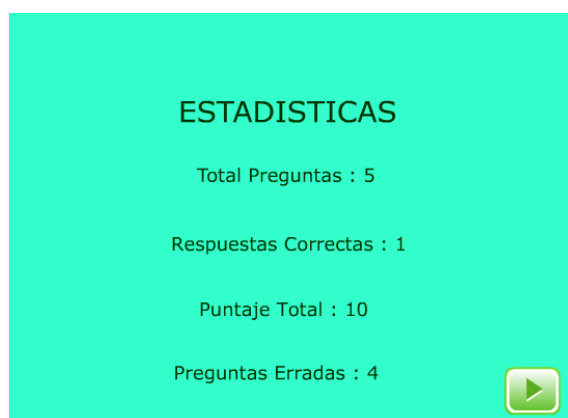 ESTADISTICAS
Total Preguntas : 5
Respuestas Correctas : 1
Puntaje Total : 10
Preguntas Erradas : 4